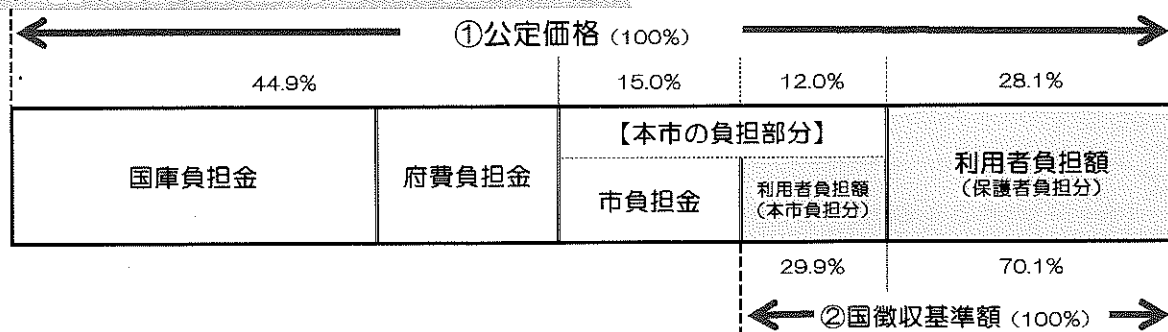 ①公定価格（100%）
44.9% 15.0% 12.0% 28.1%
国庫負担金
府費負担金
【本市の負担部分】
市負担金
利用者負担額
（本市負担分）
利用者負担額
（保護者負担分）
29.9% 70.1%
②国徴収基準額（100%）